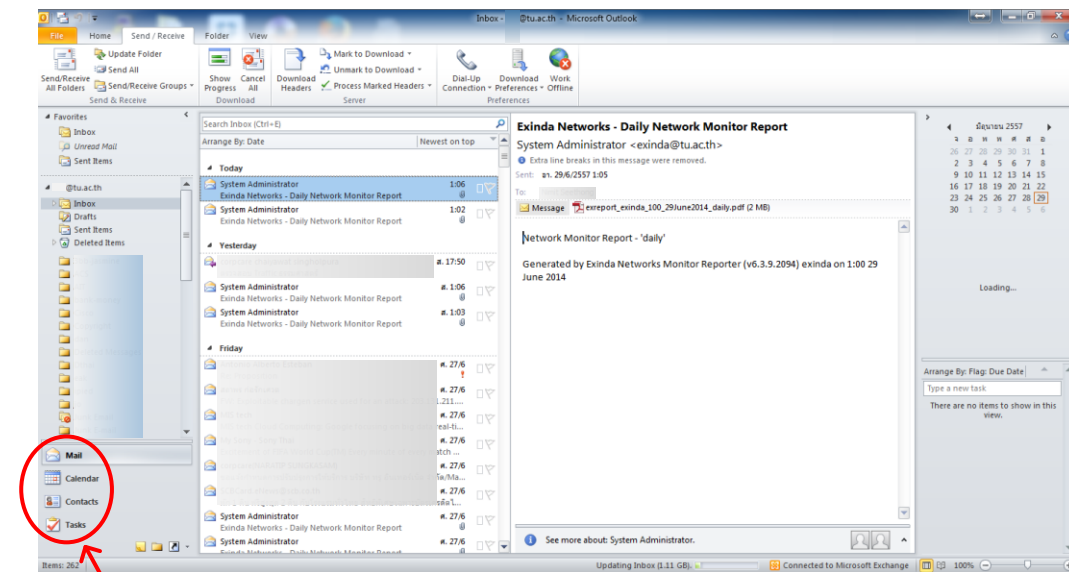 Inbox - @tu.ac.th - Microsoft Outlook
File Home Send / Receive Folder View
Send/Receive All Folders
Update Folder
Send All
Send/Receive Groups
Send & Receive
Show Progress
Cancel All
Download
Download Headers
Mark to Download
Unmark to Download
Process Marked Headers
Server
Dial-Up Connection
Download Preferences
Work Offline
Preferences
Favorites
Inbox
Unread Mail
Sent Items
@tu.ac.th
Inbox
Drafts
Sent Items
Deleted Items
Mail
Calendar
Contacts
Tasks
Items: 262
Search Inbox (Ctrl+E)
Arrange By: Date Newest on top
Today
System Administrator 1:06
Exinda Networks - Daily Network Monitor Report
System Administrator 1:02
Exinda Networks - Daily Network Monitor Report
Yesterday
ส. 17:50
System Administrator ส. 1:06
Exinda Networks - Daily Network Monitor Report
System Administrator ส. 1:03
Exinda Networks - Daily Network Monitor Report
Friday
ศ. 27/6
ศ. 27/6
1.211....
ศ. 27/6
real-ti...
ศ. 27/6
atch ...
ศ. 27/6
ศ. 27/6
System Administrator ศ. 27/6
Exinda Networks - Daily Network Monitor Report
System Administrator ศ. 27/6
Exinda Networks - Daily Network Monitor Report
Exinda Networks - Daily Network Monitor Report
System Administrator <exinda@tu.ac.th>
Extra line breaks in this message were removed.
Sent: อา. 29/6/2557 1:05
To:
Message exreport_exinda_100_29June2014_daily.pdf (2 MB)
Network Monitor Report - 'daily'
Generated by Exinda Networks Monitor Reporter (v6.3.9.2094) exinda on 1:00 29
June 2014
See more about: System Administrator.
มิถุนายน 2557
จ อ พ พ ศ ส อ
26 27 28 29 30 31 1
2 3 4 5 6 7 8
9 10 11 12 13 14 15
16 17 18 19 20 21 22
23 24 25 26 27 28 29
30 1 2 3 4 5 6
Loading...
Arrange By: Flag: Due Date
Type a new task
There are no items to show in this
view.
Updating Inbox (1.11 GB). Connected to Microsoft Exchange 100%